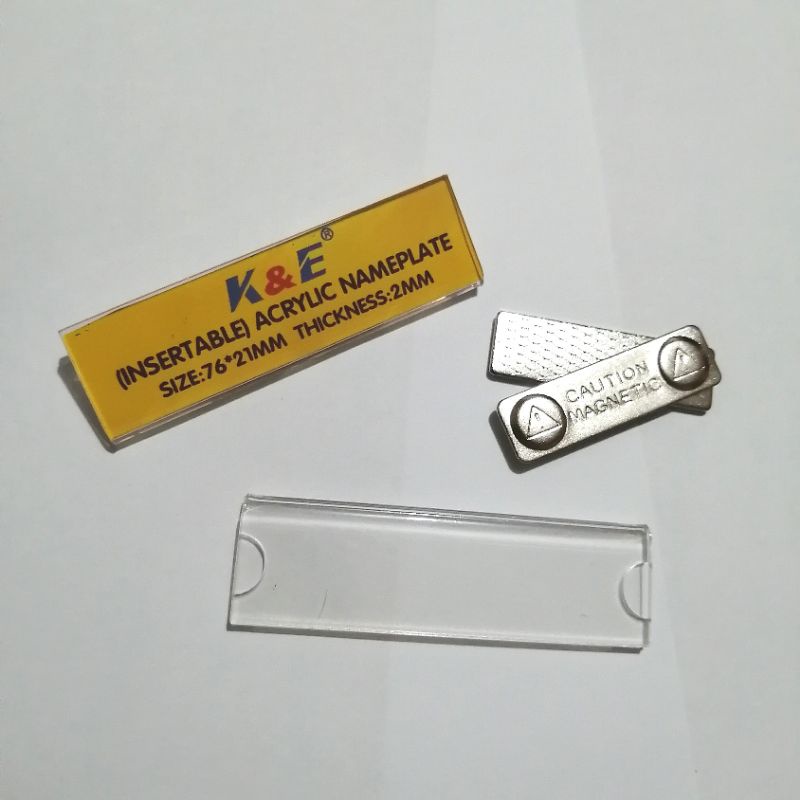 K&E®
(INSERTABLE) ACRYLIC NAMEPLATE
SIZE:76*21MM THICKNESS:2MM
CAUTION
MAGNETIC